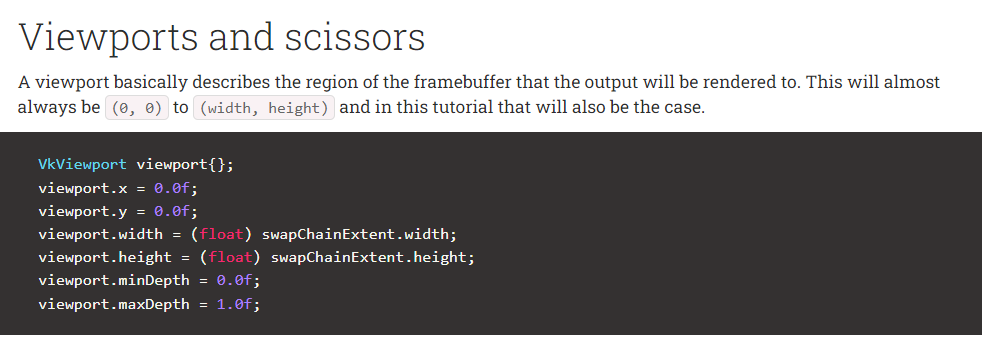 Viewports and scissors
A viewport basically describes the region of the framebuffer that the output will be rendered to. This will almost
always be (0, 0) to (width, height) and in this tutorial that will also be the case.
VkViewport viewport{};
viewport.x = 0.0f;
viewport.y = 0.0f;
viewport.width = (float) swapChainExtent.width;
viewport.height = (float) swapChainExtent.height;
viewport.minDepth = 0.0f;
viewport.maxDepth = 1.0f;